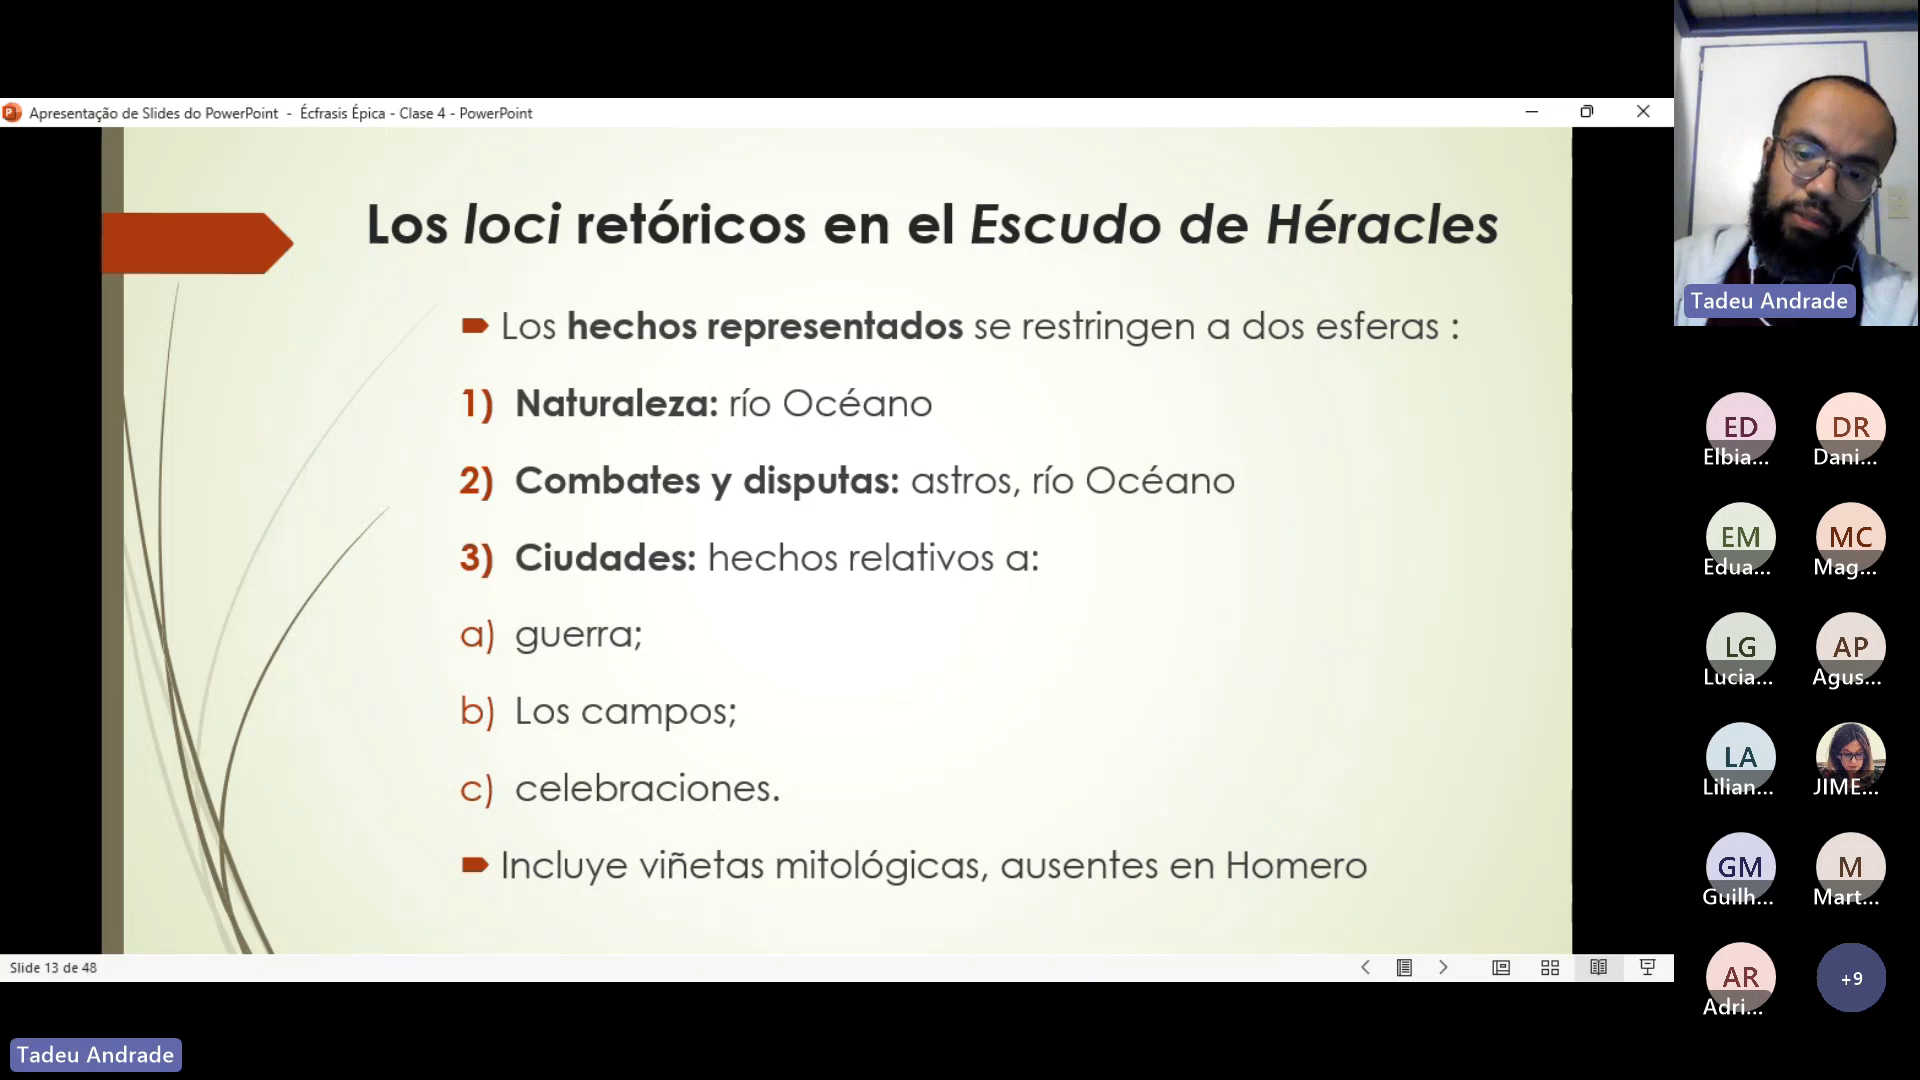 Apresentação de Slides do PowerPoint - Écfrasis Épica - Clase 4 - PowerPoint
Los loci retóricos en el Escudo de Héracles
Los hechos representados se restringen a dos esferas :
1) Naturaleza: río Océano
2) Combates y disputas: astros, río Océano
3) Ciudades: hechos relativos a:
a) guerra;
b) Los campos;
c) celebraciones.
Incluye viñetas mitológicas, ausentes en Homero
Slide 13 de 48
Tadeu Andrade
Tadeu Andrade
ED
Elbia...
DR
Dani...
EM
Edua...
MC
Mag...
LG
Lucia...
AP
Agus...
LA
Lilian...
JIME...
GM
Guilh...
M
Mart...
AR
Adri...
+9